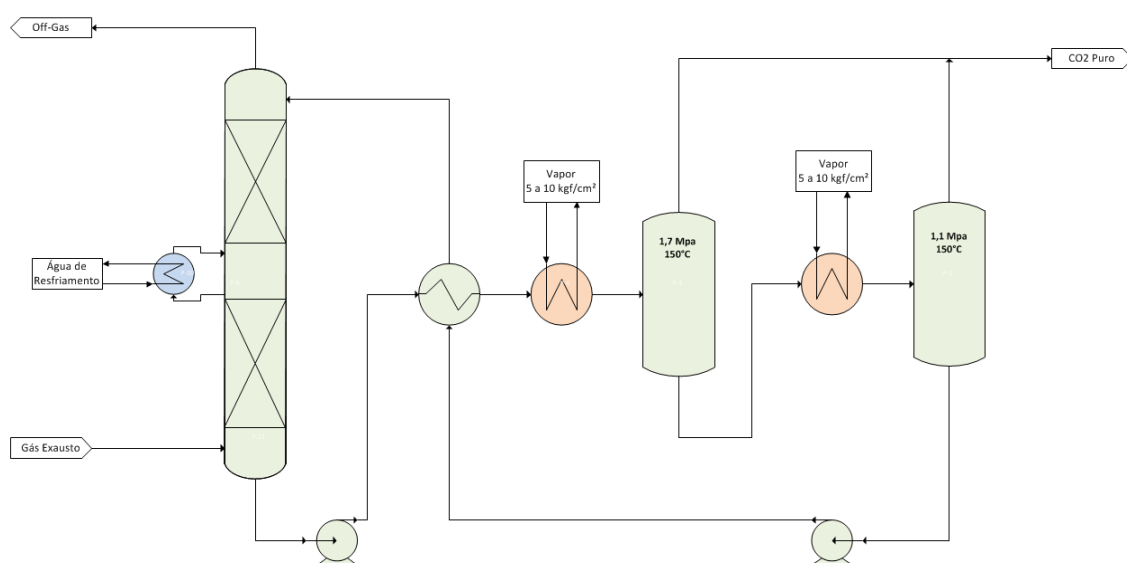 Off-Gas
CO2 Puro
Vapor
5 a 10 kgf/cm²
Vapor
5 a 10 kgf/cm²
1,7 Mpa
150°C
1,1 Mpa
150°C
Água de
Resfriamento
Gás Exausto